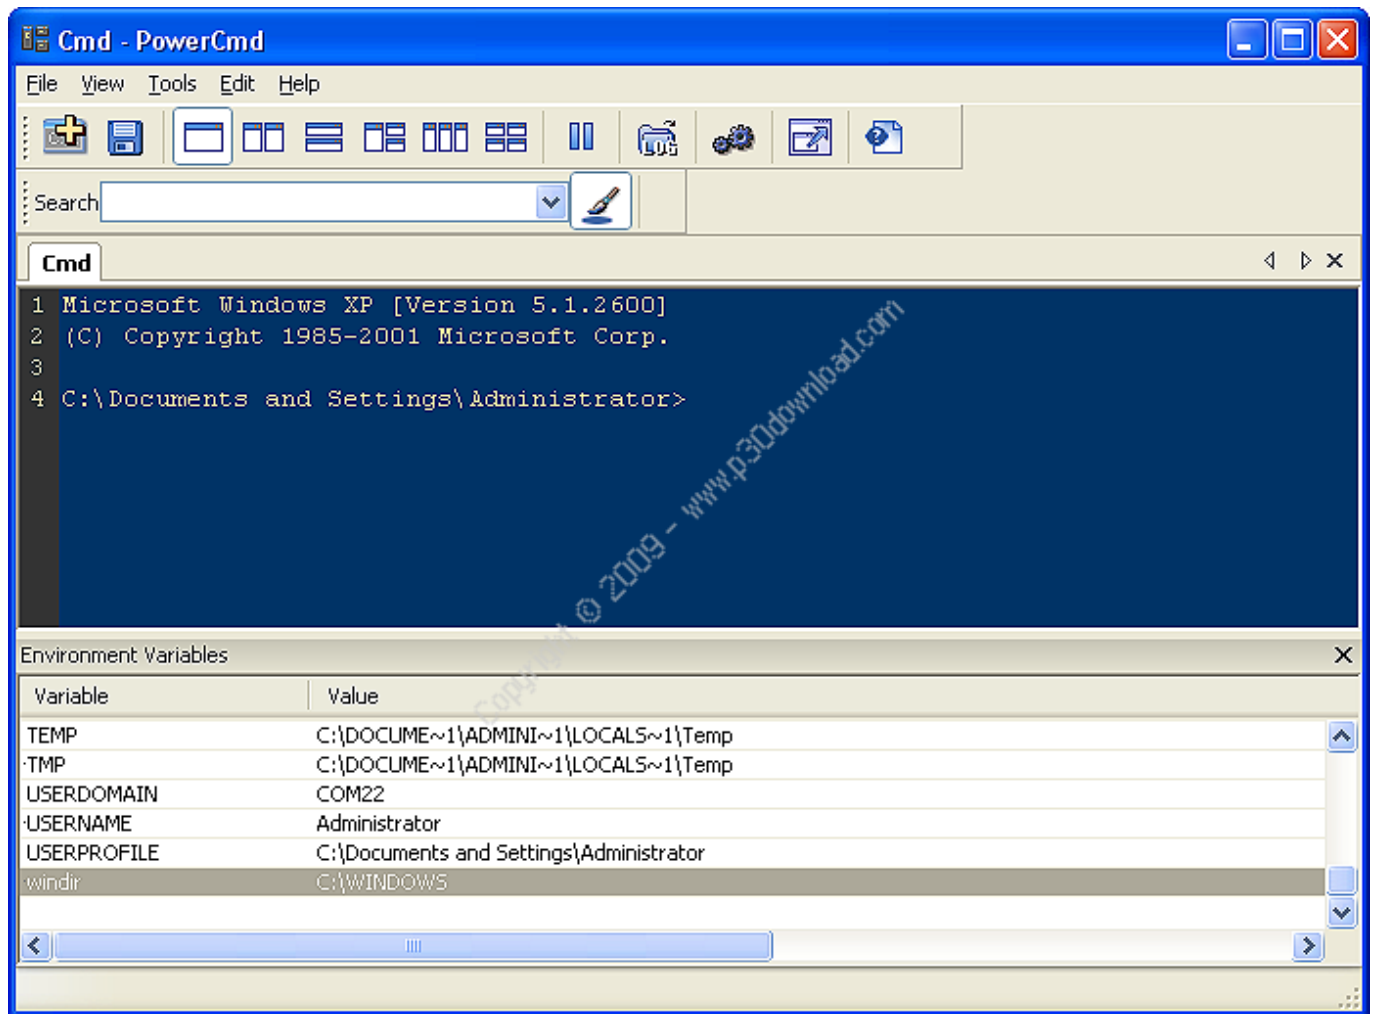 Cmd - PowerCmd
File View Tools Edit Help
LOG
Search
Cmd
1 Microsoft Windows XP [Version 5.1.2600]
2 (C) Copyright 1985-2001 Microsoft Corp.
3
4 C:\Documents and Settings\Administrator>
Copyright © 2009 - www.p30download.com
Environment Variables
Variable Value
TEMP C:\DOCUME~1\ADMINI~1\LOCALS~1\Temp
TMP C:\DOCUME~1\ADMINI~1\LOCALS~1\Temp
USERDOMAIN COM22
USERNAME Administrator
USERPROFILE C:\Documents and Settings\Administrator
windir C:\WINDOWS